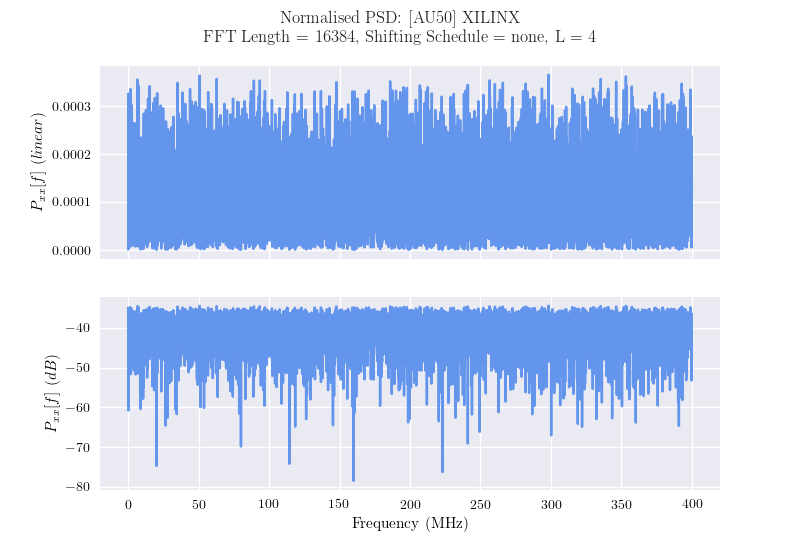 Normalised PSD: [AU50] XILINX
FFT Length = 16384, Shifting Schedule = none, L = 4
P_xx[f] (linear)
0.0003
0.0002
0.0001
0.0000
P_xx[f] (dB)
−40
−50
−60
−70
−80
0 50 100 150 200 250 300 350 400
Frequency (MHz)